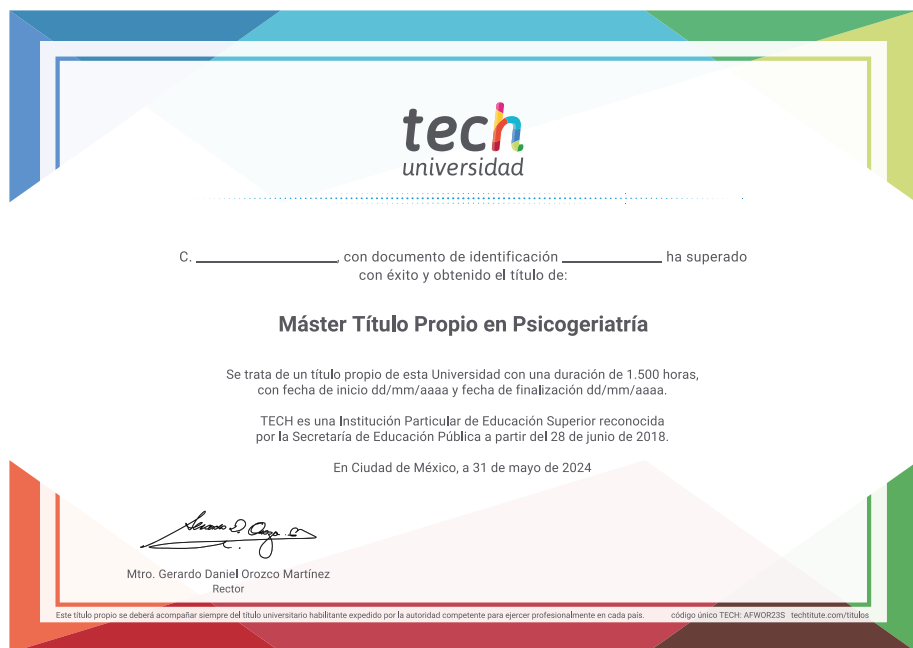 tech
universidad
C. _________________, con documento de identificación ____________ ha superado
con éxito y obtenido el título de:
Máster Título Propio en Psicogeriatría
Se trata de un título propio de esta Universidad con una duración de 1.500 horas,
con fecha de inicio dd/mm/aaaa y fecha de finalización dd/mm/aaaa.
TECH es una Institución Particular de Educación Superior reconocida
por la Secretaría de Educación Pública a partir del 28 de junio de 2018.
En Ciudad de México, a 31 de mayo de 2024
Mtro. Gerardo Daniel Orozco Martínez
Rector
Este título propio se deberá acompañar siempre del título universitario habilitante expedido por la autoridad competente para ejercer profesionalmente en cada país. código único TECH: AFWOR23S techtitute.com/titulos